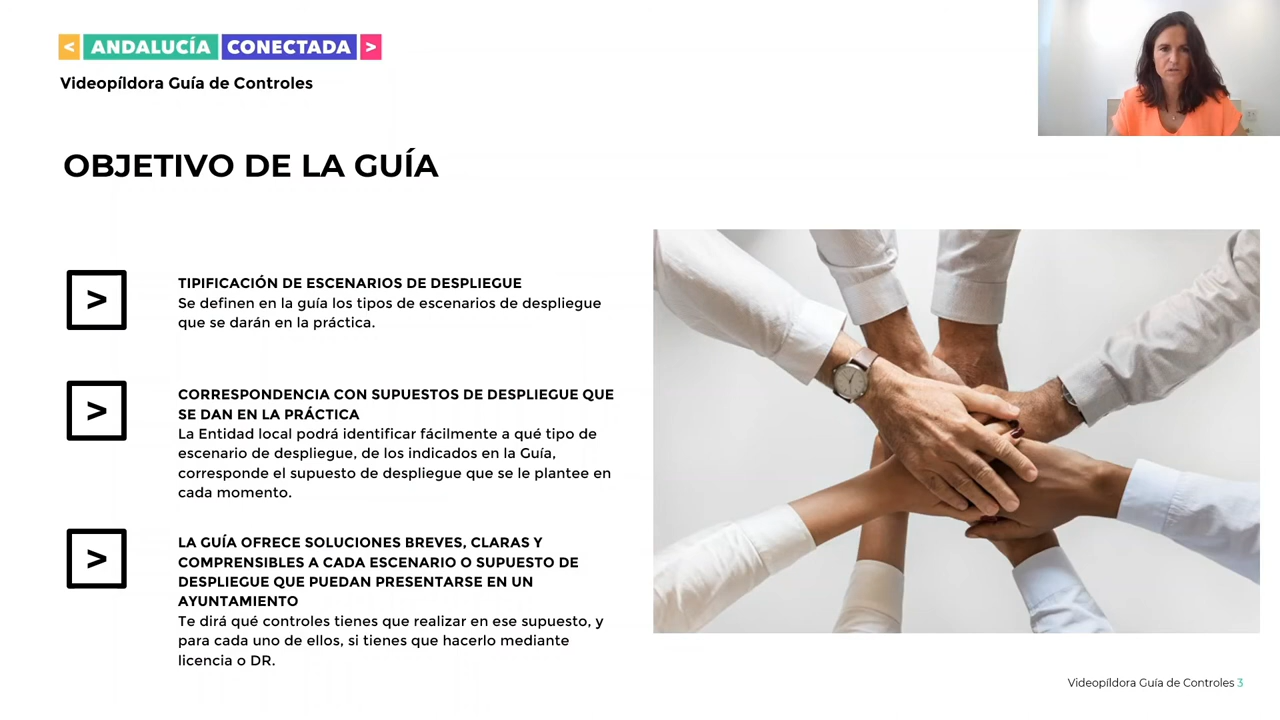 < ANDALUCÍA CONECTADA >
Videopíldora Guía de Controles
OBJETIVO DE LA GUÍA
> TIPIFICACIÓN DE ESCENARIOS DE DESPLIEGUE
Se definen en la guía los tipos de escenarios de despliegue
que se darán en la práctica.
> CORRESPONDENCIA CON SUPUESTOS DE DESPLIEGUE QUE
SE DAN EN LA PRÁCTICA
La Entidad local podrá identificar fácilmente a qué tipo de
escenario de despliegue, de los indicados en la Guía,
corresponde el supuesto de despliegue que se le plantee en
cada momento.
> LA GUÍA OFRECE SOLUCIONES BREVES, CLARAS Y
COMPRENSIBLES A CADA ESCENARIO O SUPUESTO DE
DESPLIEGUE QUE PUEDAN PRESENTARSE EN UN
AYUNTAMIENTO
Te dirá qué controles tienes que realizar en ese supuesto, y
para cada uno de ellos, si tienes que hacerlo mediante
licencia o DR.
Videopíldora Guía de Controles 3